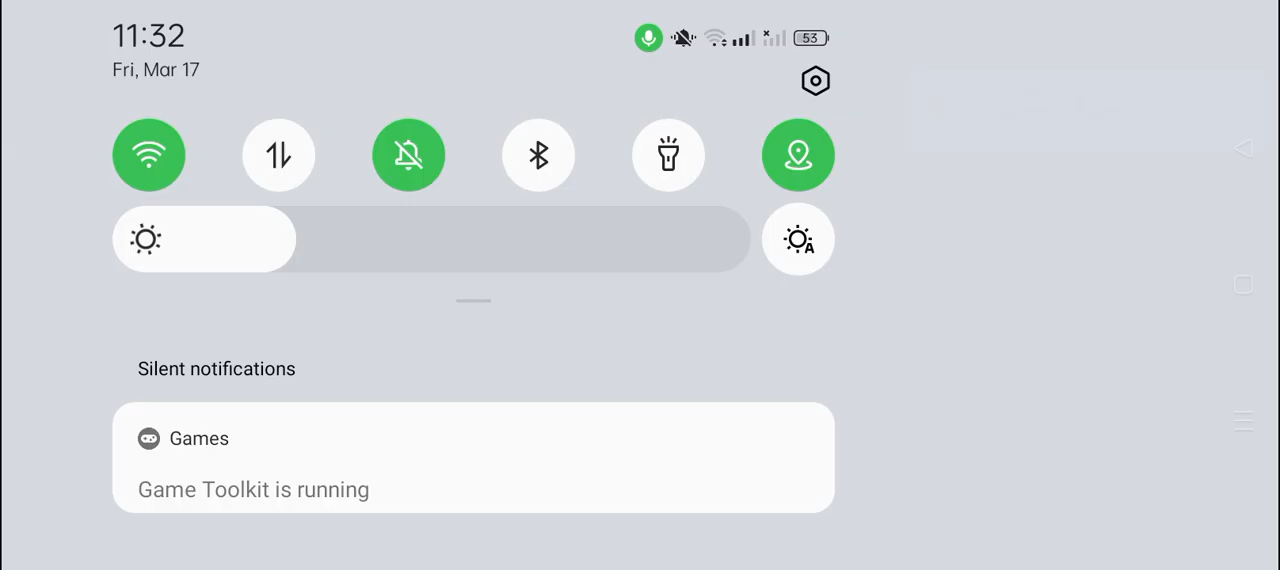 11:32
53
Fri, Mar 17
A
Silent notifications
Games
Game Toolkit is running